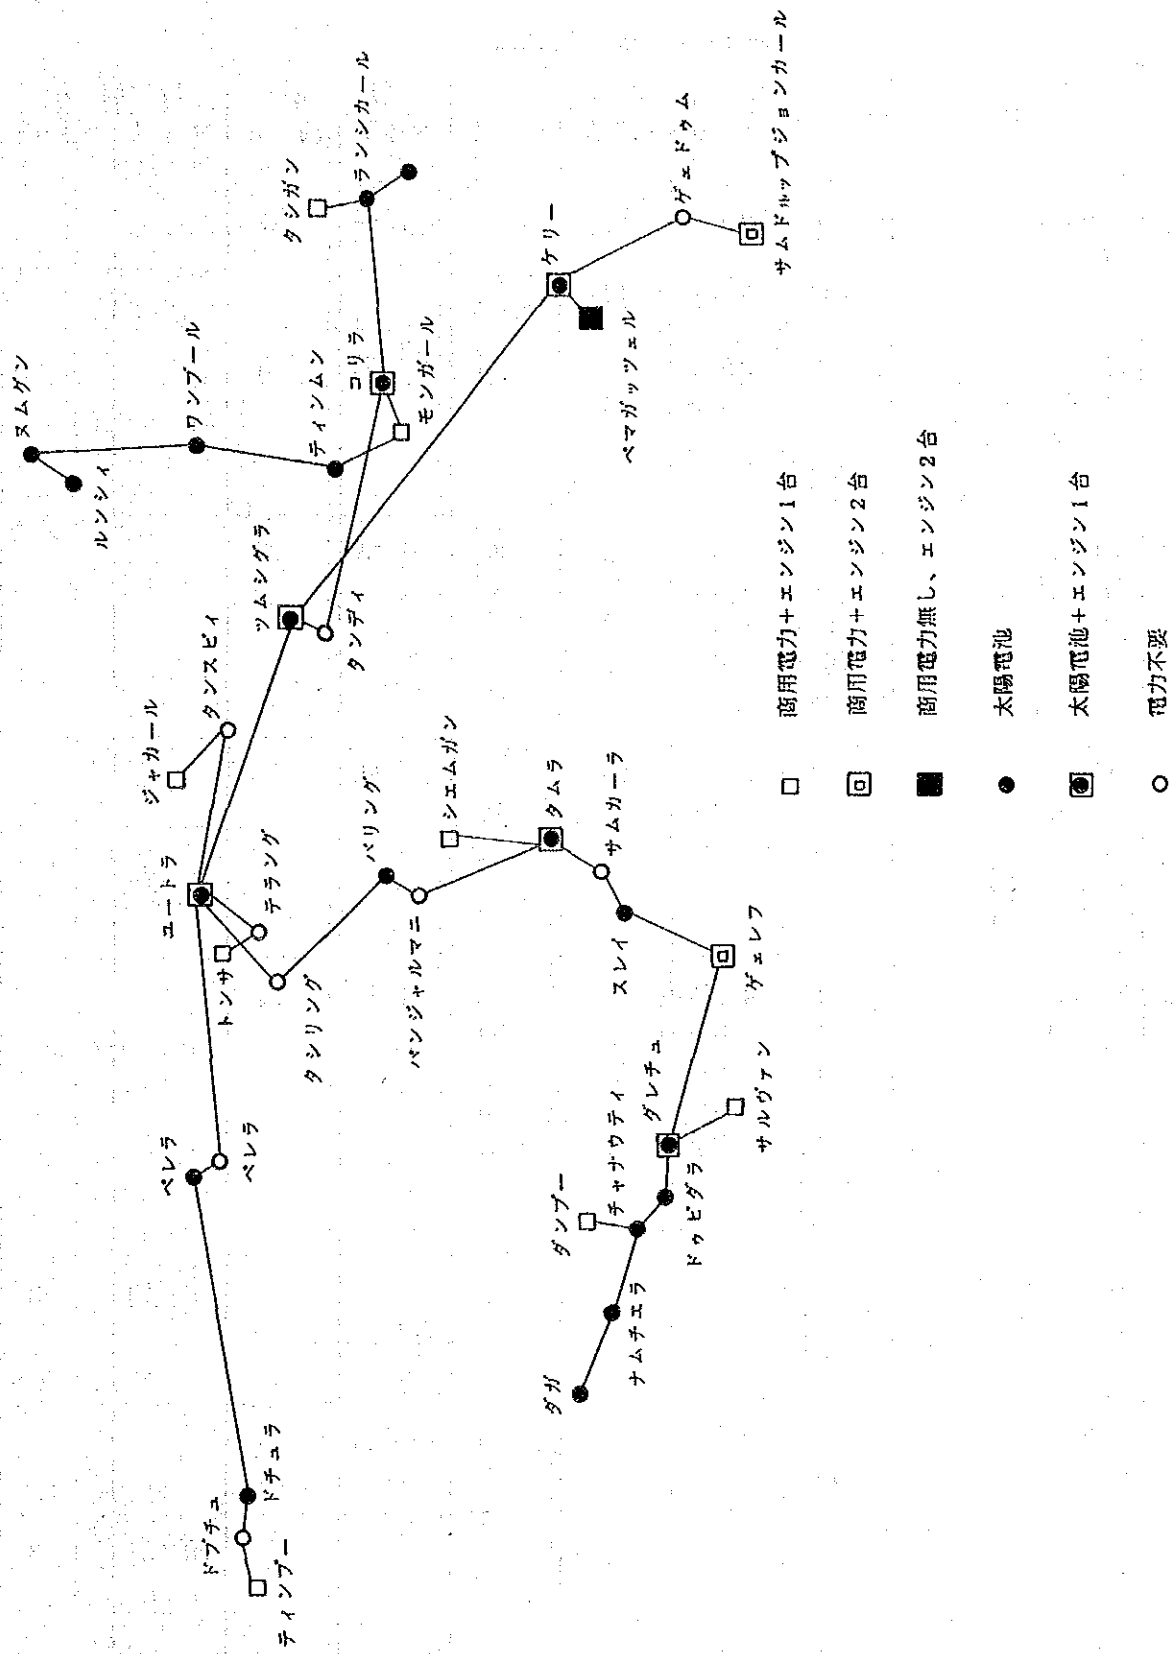 ヌムゲン
ルンシィ
ワンブール
ティンムン
コリラ
モンガール
タシガン
ランシカール
ケリー
ペマガッツェル
ゲェドゥム
サムドルップジョンカール
ツムシグラ
タンディ
タンスビィ
ジャカール
ユートラ
トンサ
テラング
タシリング
バリング
パンジャルマニ
シエムガン
タムラ
サムカーラ
スレイ
ゲェレフ
サルヴァン
グレチュ
ドゥビグラ
チャナウティ
ダンプー
ナムチエラ
ダガ
ペレラ
ペレラ
ドチュラ
ドプチュ
ティンプー
商用電力+エンジン1台
商用電力+エンジン2台
商用電力無し、エンジン2台
太陽電池
太陽電池+エンジン1台
電力不要